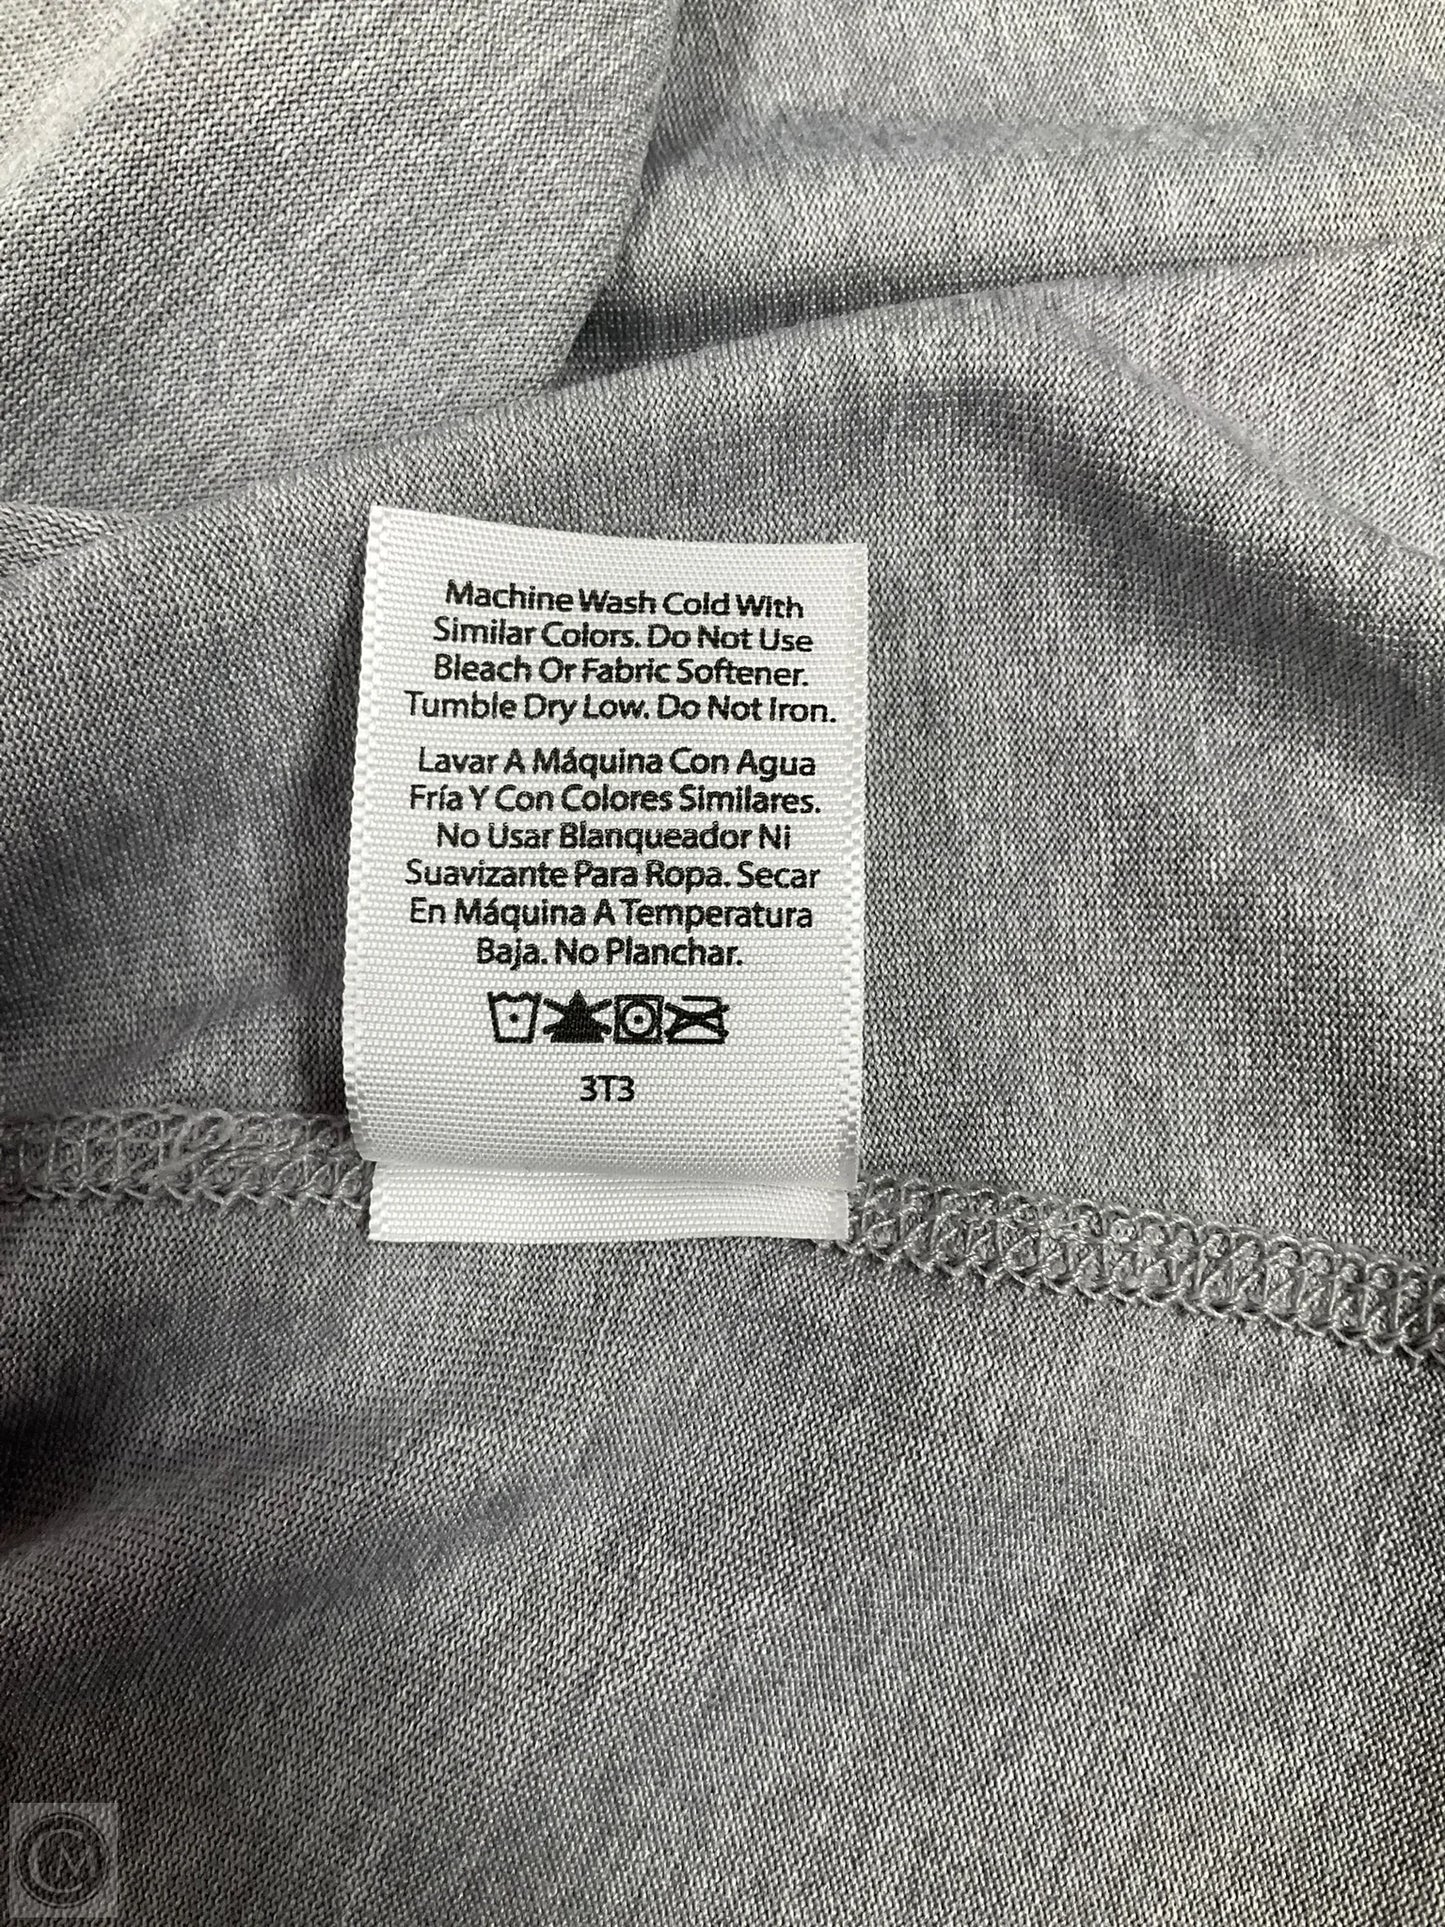 Machine Wash Cold With
Similar Colors. Do Not Use
Bleach Or Fabric Softener.
Tumble Dry Low. Do Not Iron.
Lavar A Máquina Con Agua
Fría Y Con Colores Similares.
No Usar Blanqueador Ni
Suavizante Para Ropa. Secar
En Máquina A Temperatura
Baja. No Planchar.
3T3
CM